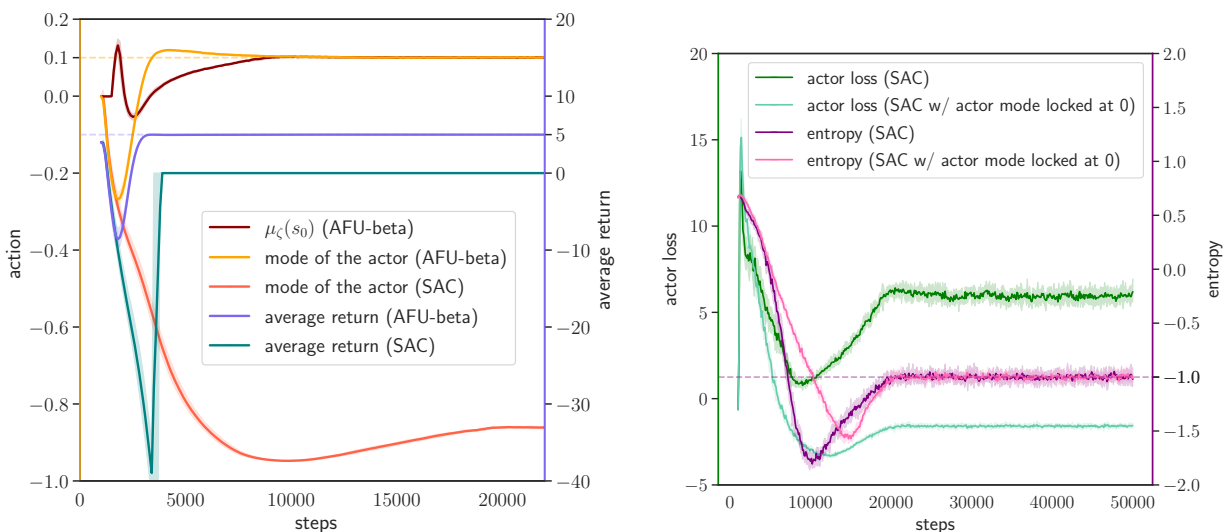 0.2
0.1
0.0
−0.2
−0.4
−0.6
−0.8
−1.0
action
0
5000
10000
15000
20000
steps
20
15
10
5
0
−10
−20
−30
−40
average return
μζ(s0) (AFU-beta)
mode of the actor (AFU-beta)
mode of the actor (SAC)
average return (AFU-beta)
average return (SAC)
20
15
10
5
0
−5
actor loss
0
10000
20000
30000
40000
50000
steps
2.0
1.5
1.0
0.5
0.0
−0.5
−1.0
−1.5
−2.0
entropy
actor loss (SAC)
actor loss (SAC w/ actor mode locked at 0)
entropy (SAC)
entropy (SAC w/ actor mode locked at 0)